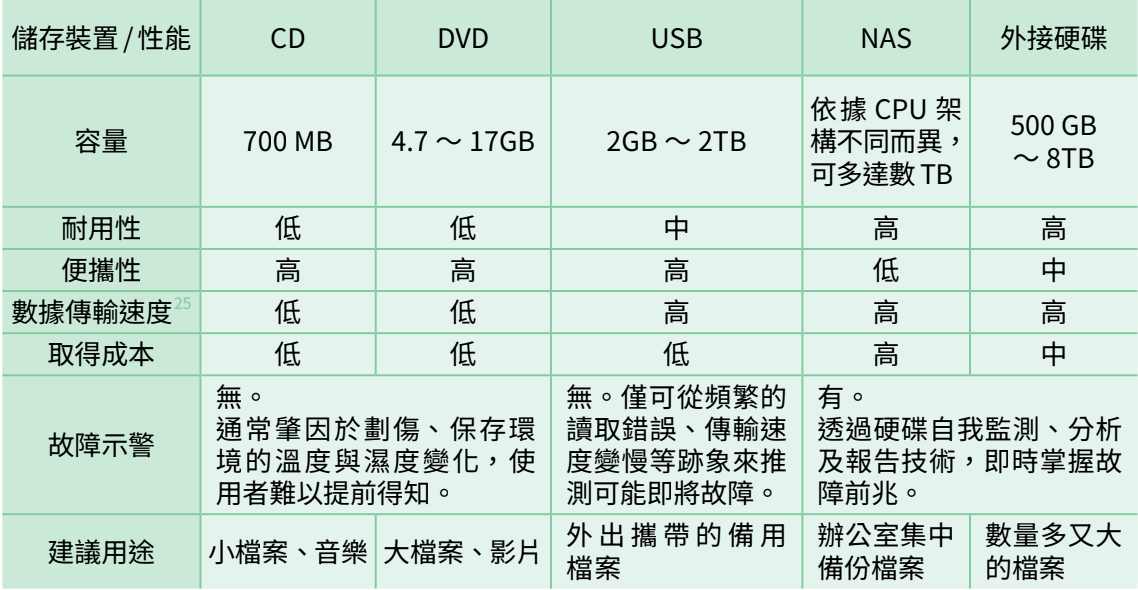 儲存裝置 / 性能 CD DVD USB NAS 外接硬碟
容量 700 MB 4.7 ～ 17GB 2GB ～ 2TB 依據 CPU 架構不同而異，可多達數 TB 500 GB ～ 8TB
耐用性 低 低 中 高 高
便攜性 高 高 高 低 中
數據傳輸速度25 低 低 高 高 高
取得成本 低 低 低 高 中
故障示警 無。
通常肇因於劃傷、保存環
境的溫度與濕度變化，使
用者難以提前得知。
無。僅可從頻繁的
讀取錯誤、傳輸速
度變慢等跡象來推
測可能即將故障。
有。
透過硬碟自我監測、分析
及報告技術，即時掌握故
障前兆。
建議用途 小檔案、音樂 大檔案、影片 外出攜帶的備用檔案 辦公室集中備份檔案 數量多又大的檔案